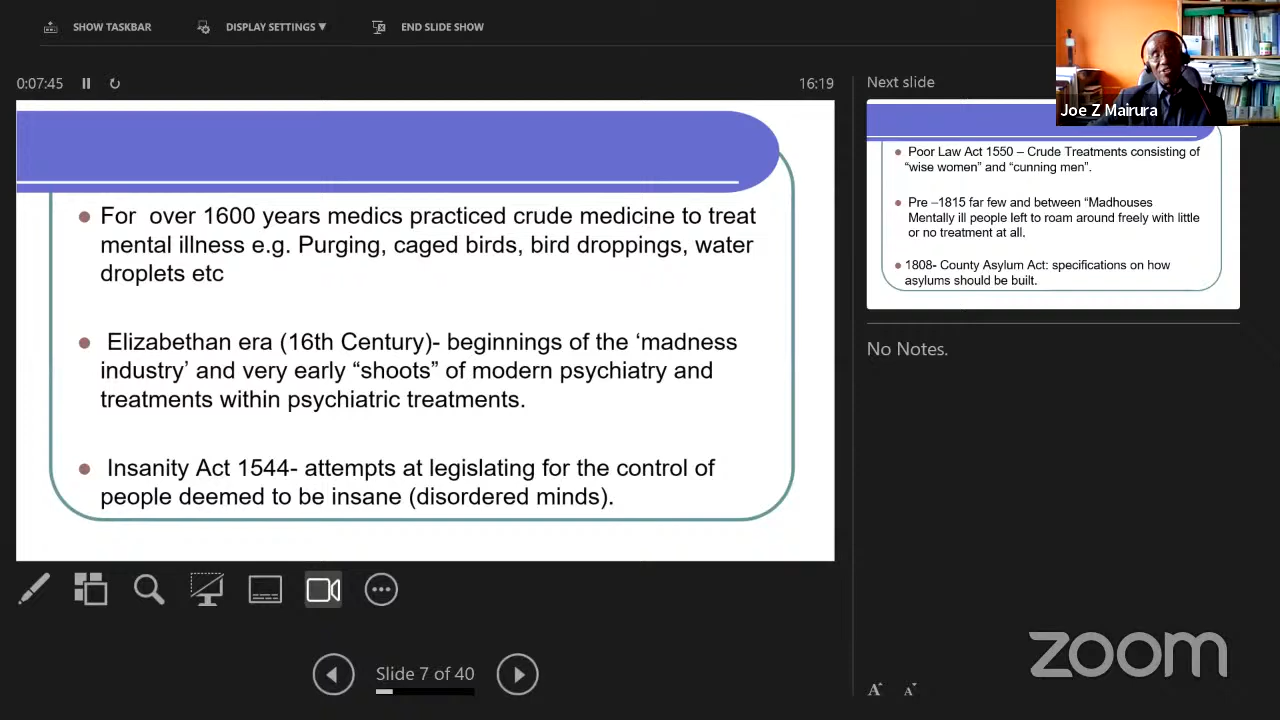 SHOW TASKBAR
DISPLAY SETTINGS ▼
END SLIDE SHOW
0:07:45
16:19
For over 1600 years medics practiced crude medicine to treat
mental illness e.g. Purging, caged birds, bird droppings, water
droplets etc
Elizabethan era (16th Century)- beginnings of the ‘madness
industry’ and very early “shoots” of modern psychiatry and
treatments within psychiatric treatments.
Insanity Act 1544- attempts at legislating for the control of
people deemed to be insane (disordered minds).
Slide 7 of 40
Next slide
Joe Z Mairura
Poor Law Act 1550 – Crude Treatments consisting of
“wise women” and “cunning men”.
Pre –1815 far few and between “Madhouses
Mentally ill people left to roam around freely with little
or no treatment at all.
1808- County Asylum Act: specifications on how
asylums should be built.
No Notes.
A A
zoom